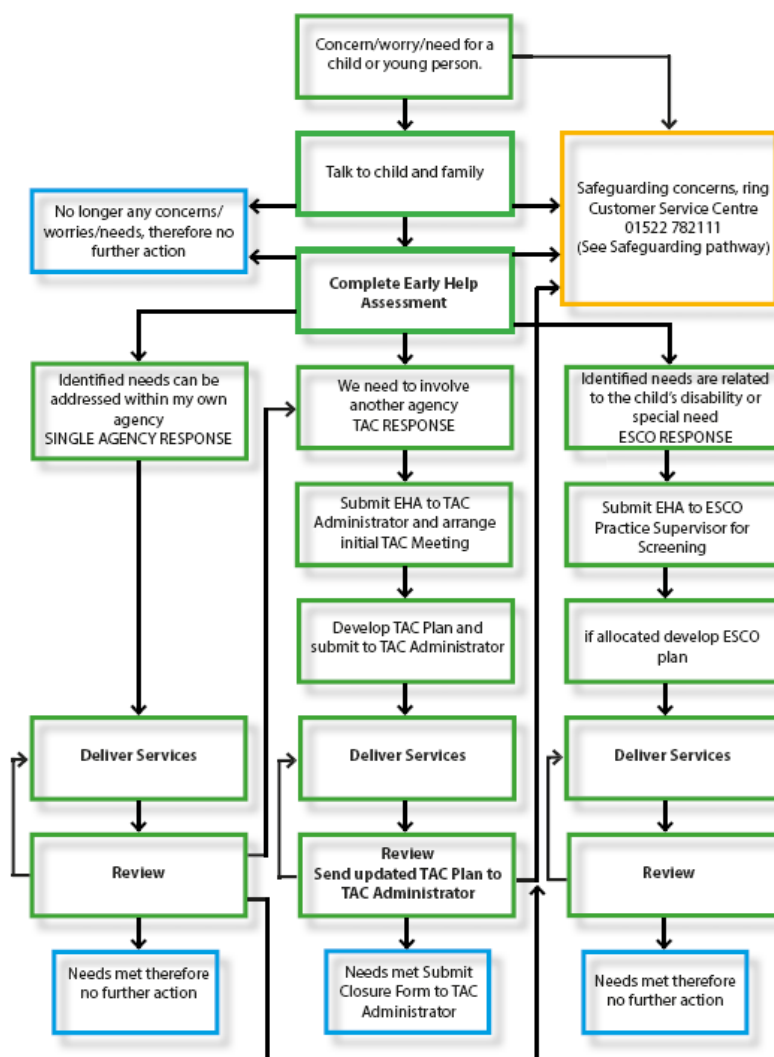 Concern/worry/need for a
child or young person.
Talk to child and family
Safeguarding concerns, ring
Customer Service Centre
01522 782111
(See Safeguarding pathway)
No longer any concerns/
worries/needs, therefore no
further action
Complete Early Help
Assessment
Identified needs can be
addressed within my own
agency
SINGLE AGENCY RESPONSE
We need to involve
another agency
TAC RESPONSE
Identified needs are related
to the child's disability or
special need
ESCO RESPONSE
Submit EHA to TAC
Administrator and arrange
initial TAC Meeting
Submit EHA to ESCO
Practice Supervisor for
Screening
Develop TAC Plan and
submit to TAC Administrator
if allocated develop ESCO
plan
Deliver Services
Deliver Services
Deliver Services
Review
Review
Send updated TAC Plan to
TAC Administrator
Review
Needs met therefore
no further action
Needs met Submit
Closure Form to TAC
Administrator
Needs met therefore
no further action